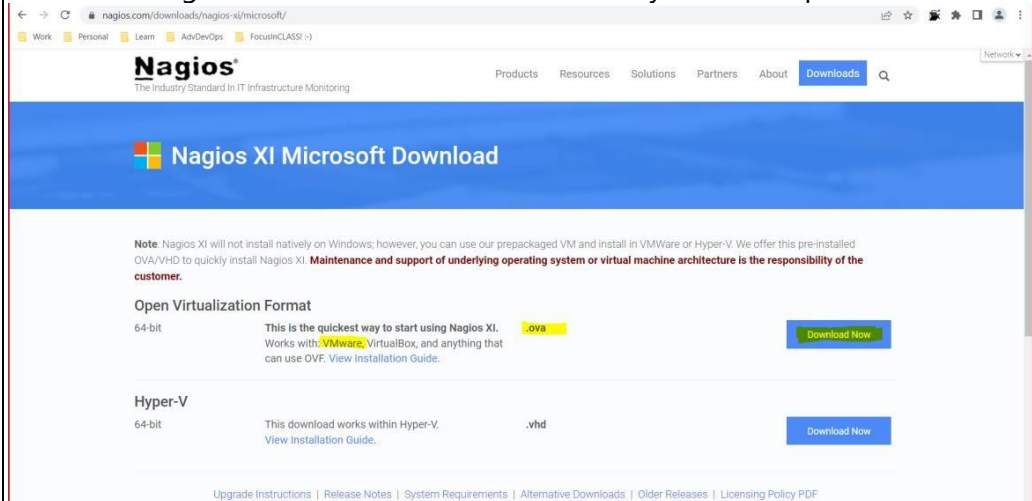 nagios.com/downloads/nagios-xi/microsoft/
Work Personal Learn AdvDevOps FocusInCLASS! :-)
Network
Nagios®
The Industry Standard In IT Infrastructure Monitoring
Products Resources Solutions Partners About Downloads
Nagios XI Microsoft Download
Note: Nagios XI will not install natively on Windows; however, you can use our prepackaged VM and install in VMWare or Hyper-V. We offer this pre-installed
OVA/VHD to quickly install Nagios XI. Maintenance and support of underlying operating system or virtual machine architecture is the responsibility of the
customer.
Open Virtualization Format
64-bit This is the quickest way to start using Nagios XI. .ova
Works with: VMware, VirtualBox, and anything that Download Now
can use OVF. View Installation Guide.
Hyper-V
64-bit This download works within Hyper-V. .vhd
View Installation Guide. Download Now
Upgrade Instructions | Release Notes | System Requirements | Alternative Downloads | Older Releases | Licensing Policy PDF